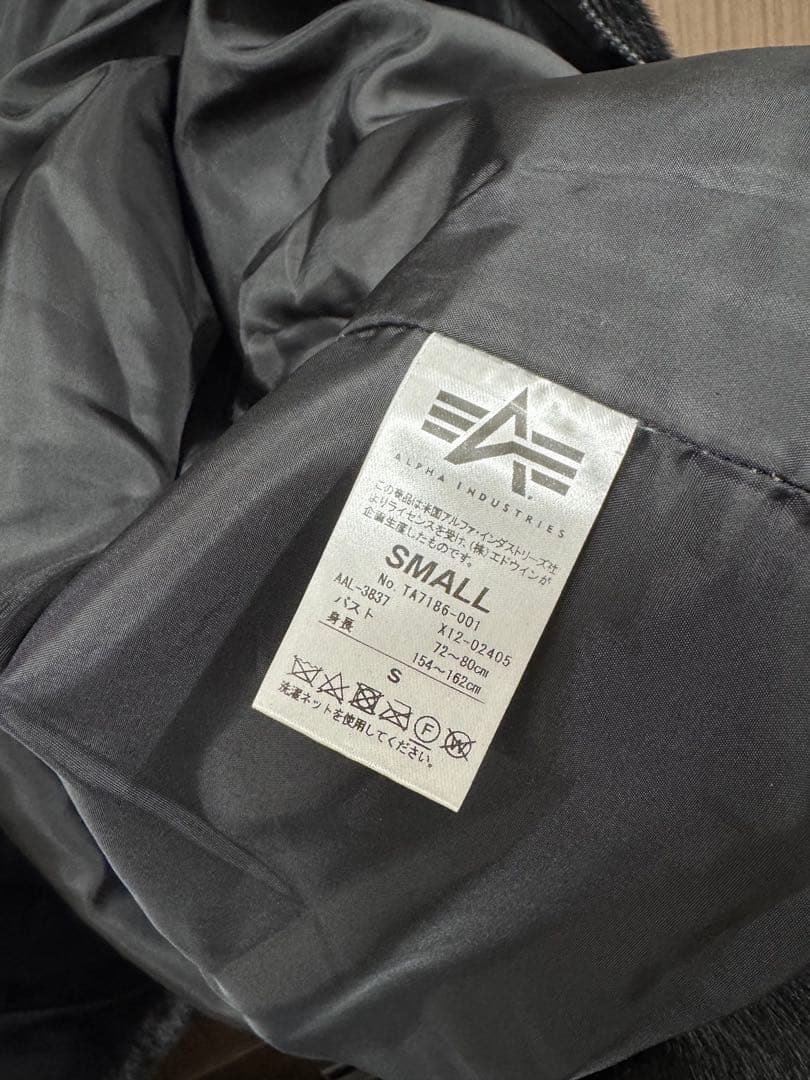 ALPHA INDUSTRIES
この商品は米国アルファ・インダストリーズ社
よりライセンスを受け、(株)エドウィンが
企画生産したものです。
SMALL
No. TA7186-001
AAL-3837 X12-02405
バスト 72～80cm
身長 154～162cm
S
F W
洗濯ネットを使用してください。